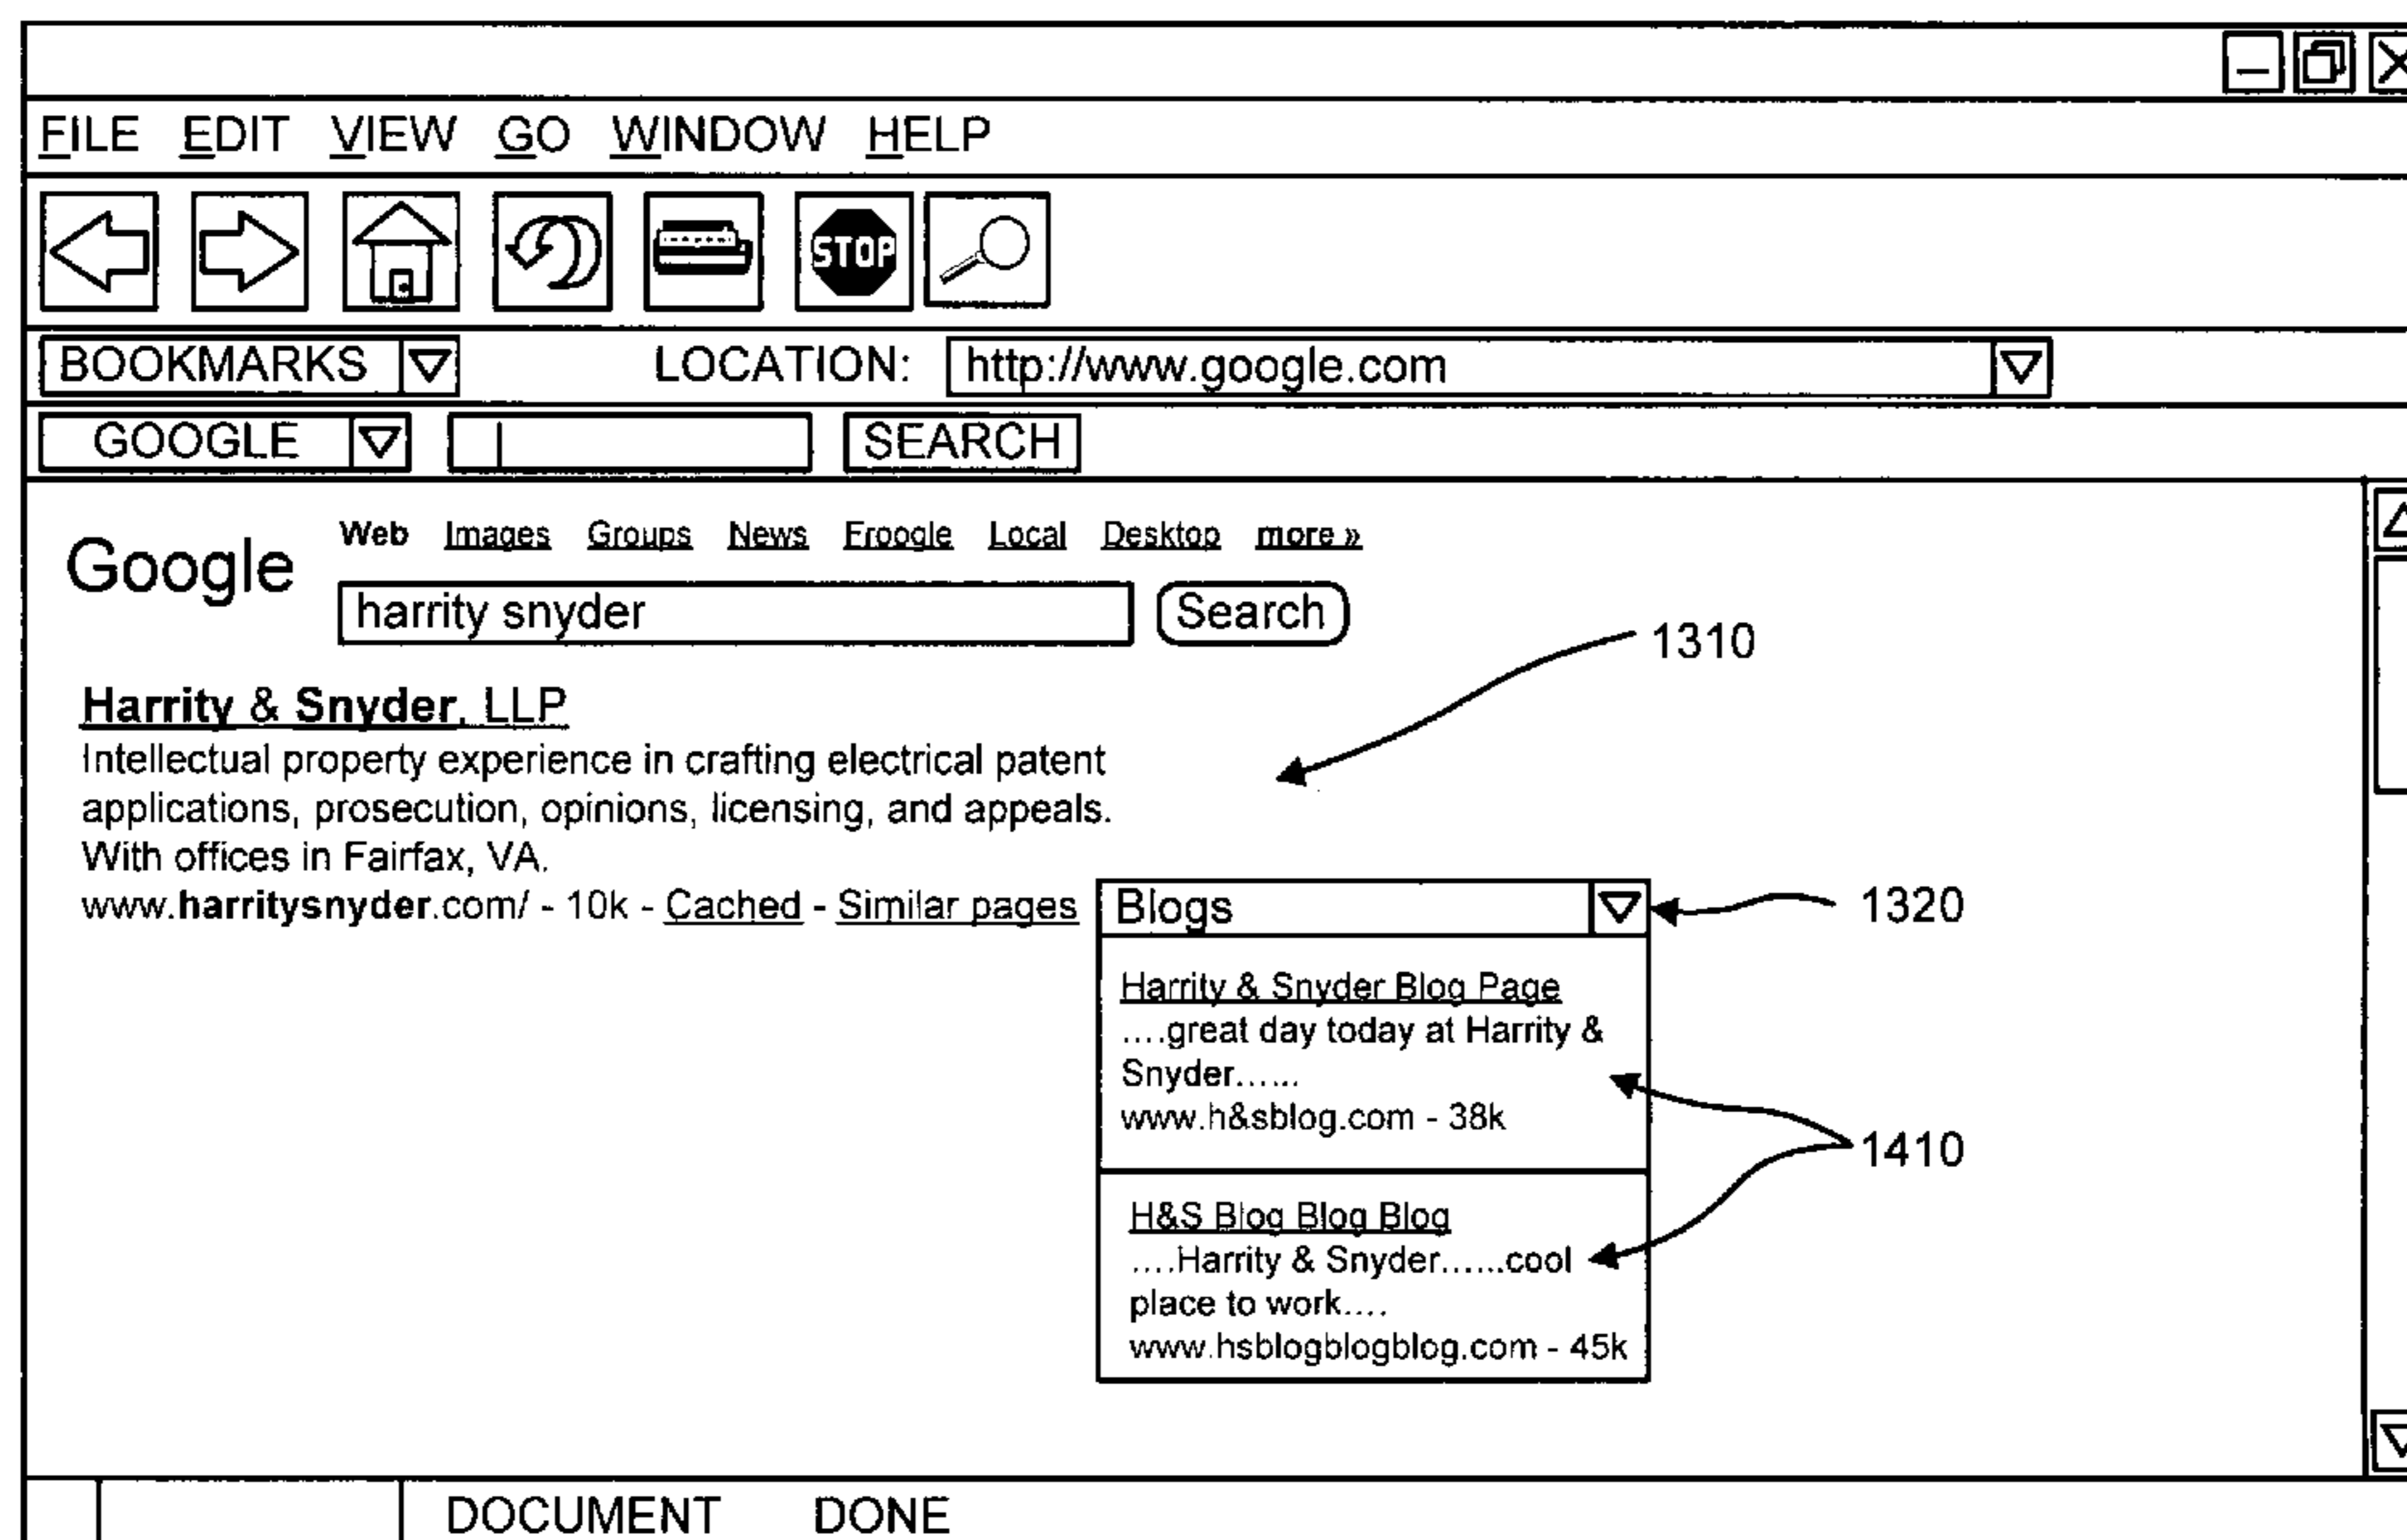 FILE EDIT VIEW GO WINDOW HELP
STOP
BOOKMARKS LOCATION: http://www.google.com
GOOGLE SEARCH
Web Images Groups News Froogle Local Desktop more »
Google
harrity snyder Search
1310
Harrity & Snyder, LLP
Intellectual property experience in crafting electrical patent
applications, prosecution, opinions, licensing, and appeals.
With offices in Fairfax, VA.
www.harritysnyder.com/ - 10k - Cached - Similar pages Blogs 1320
Harrity & Snyder Blog Page
....great day today at Harrity &
Snyder......
www.h&sblog.com - 38k
1410
H&S Blog Blog Blog
....Harrity & Snyder......cool
place to work....
www.hsblogblogblog.com - 45k
DOCUMENT DONE